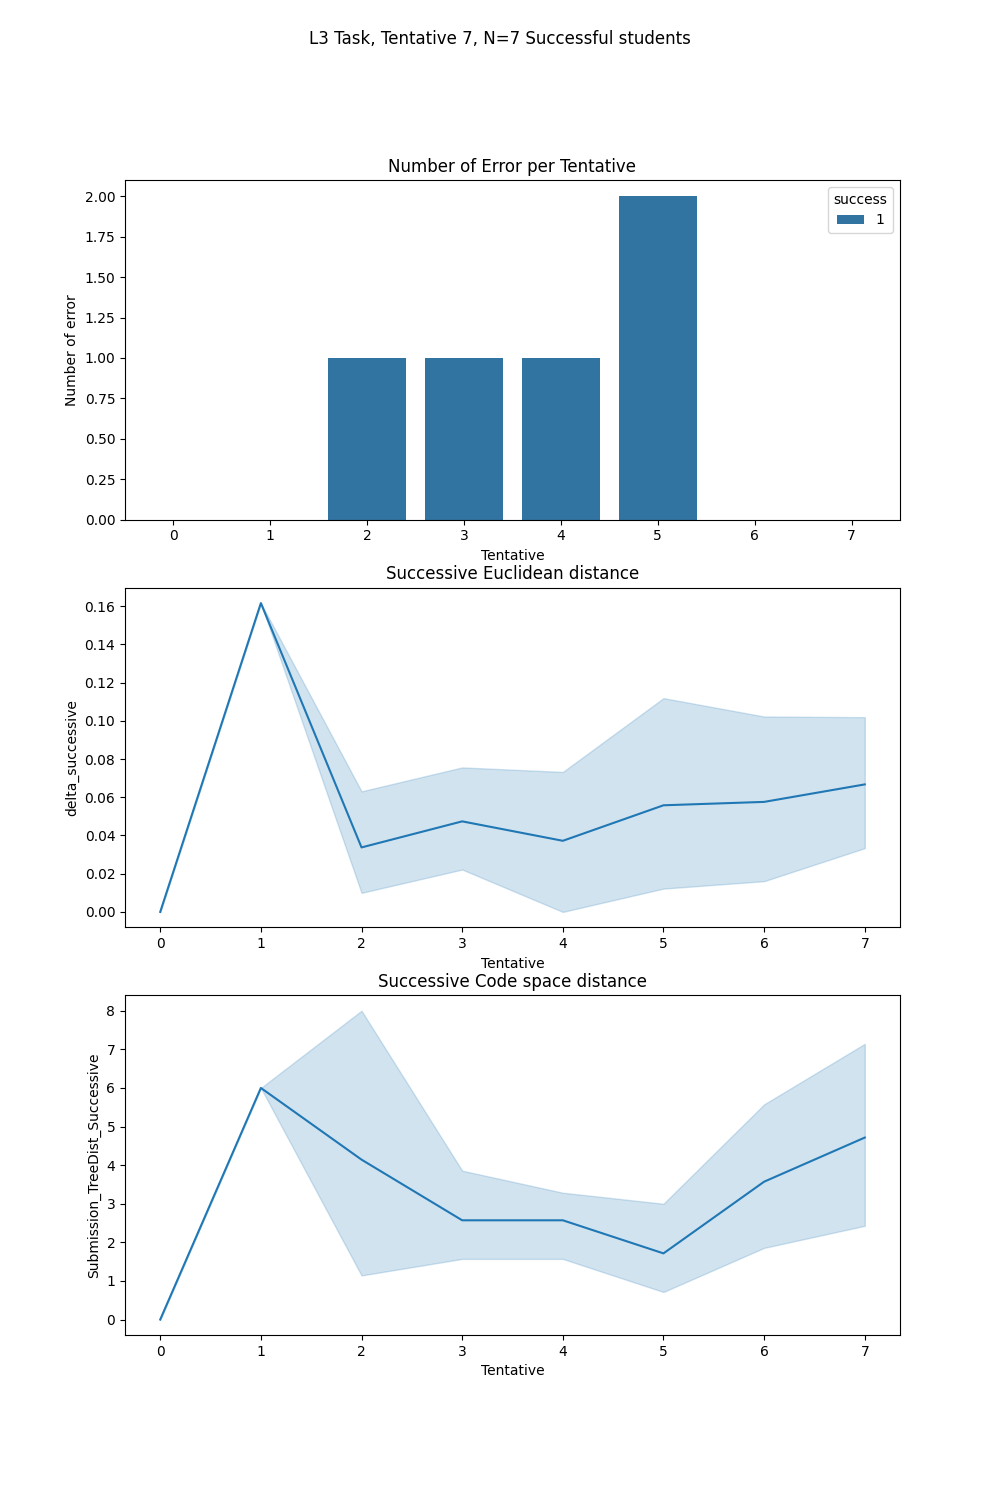 L3 Task, Tentative 7, N=7 Successful students
Number of Error per Tentative
success
1
Number of error
2.00
1.75
1.50
1.25
1.00
0.75
0.50
0.25
0.00
0 1 2 3 4 5 6 7
Tentative
Successive Euclidean distance
delta_successive
0.16
0.14
0.12
0.10
0.08
0.06
0.04
0.02
0.00
0 1 2 3 4 5 6 7
Tentative
Successive Code space distance
Submission_TreeDist_Successive
8
7
6
5
4
3
2
1
0
0 1 2 3 4 5 6 7
Tentative